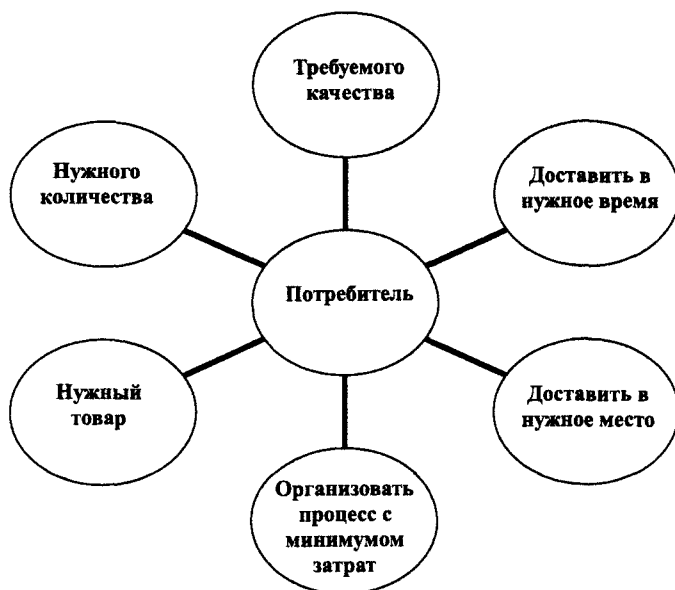 Требуемого
качества
Нужного
количества
Доставить в
нужное время
Потребитель
Нужный
товар
Доставить в
нужное место
Организовать
процесс с
минимумом
затрат